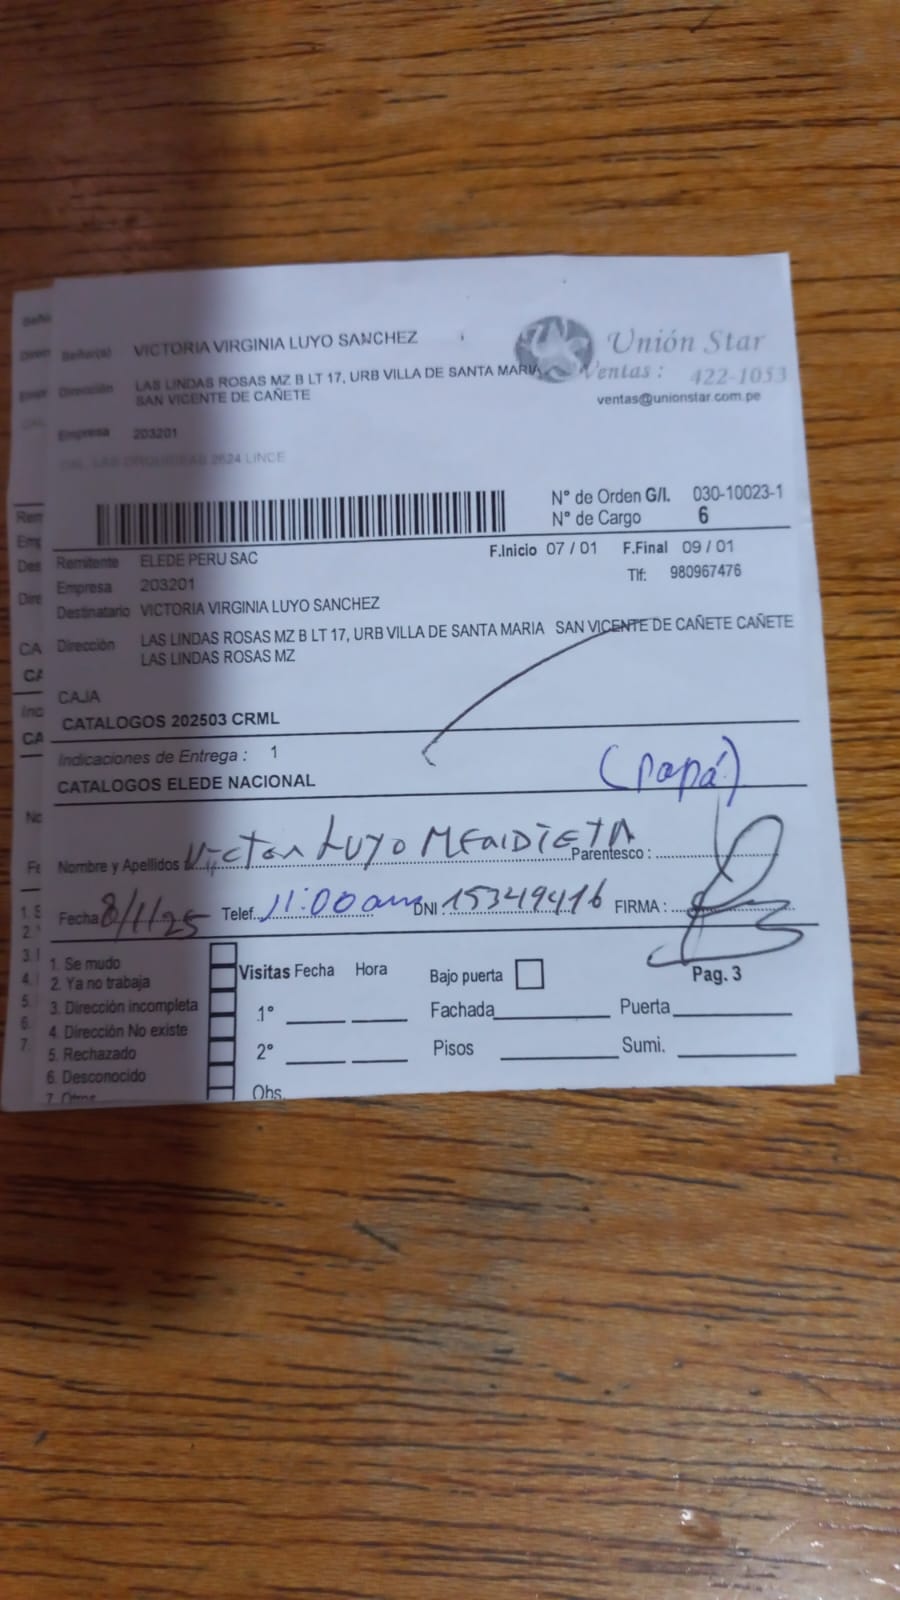 Señor(s) VICTORIA VIRGINIA LUYO SANCHEZ
Unión Star
Dirección LAS LINDAS ROSAS MZ B LT 17, URB VILLA DE SANTA MARIA
SAN VICENTE DE CAÑETE
Ventas : 422-1053
ventas@unionstar.com.pe
Empresa 203201
CAL. LAS ORQUIDEAS 2624 LINCE
N° de Orden G/I. 030-10023-1
N° de Cargo 6
Remitente ELEDE PERU SAC
F.Inicio 07 / 01 F.Final 09 / 01
Empresa 203201
Tlf: 980967476
Destinatario VICTORIA VIRGINIA LUYO SANCHEZ
Dirección LAS LINDAS ROSAS MZ B LT 17, URB VILLA DE SANTA MARIA SAN VICENTE DE CAÑETE CAÑETE
LAS LINDAS ROSAS MZ
CAJA
CATALOGOS 202503 CRML
Indicaciones de Entrega : 1
CATALOGOS ELEDE NACIONAL
(papá)
Nombre y Apellidos Victor LUYO MENDIETA Parentesco :
Fecha 8/1/25 Telef. 11:00 am DNI : 15349416 FIRMA :
Pag. 3
1. Se mudo
2. Ya no trabaja
3. Dirección incompleta
4. Dirección No existe
5. Rechazado
6. Desconocido
7. Otros
Visitas Fecha Hora Bajo puerta
1° Fachada Puerta
2° Pisos Sumi.
Obs.